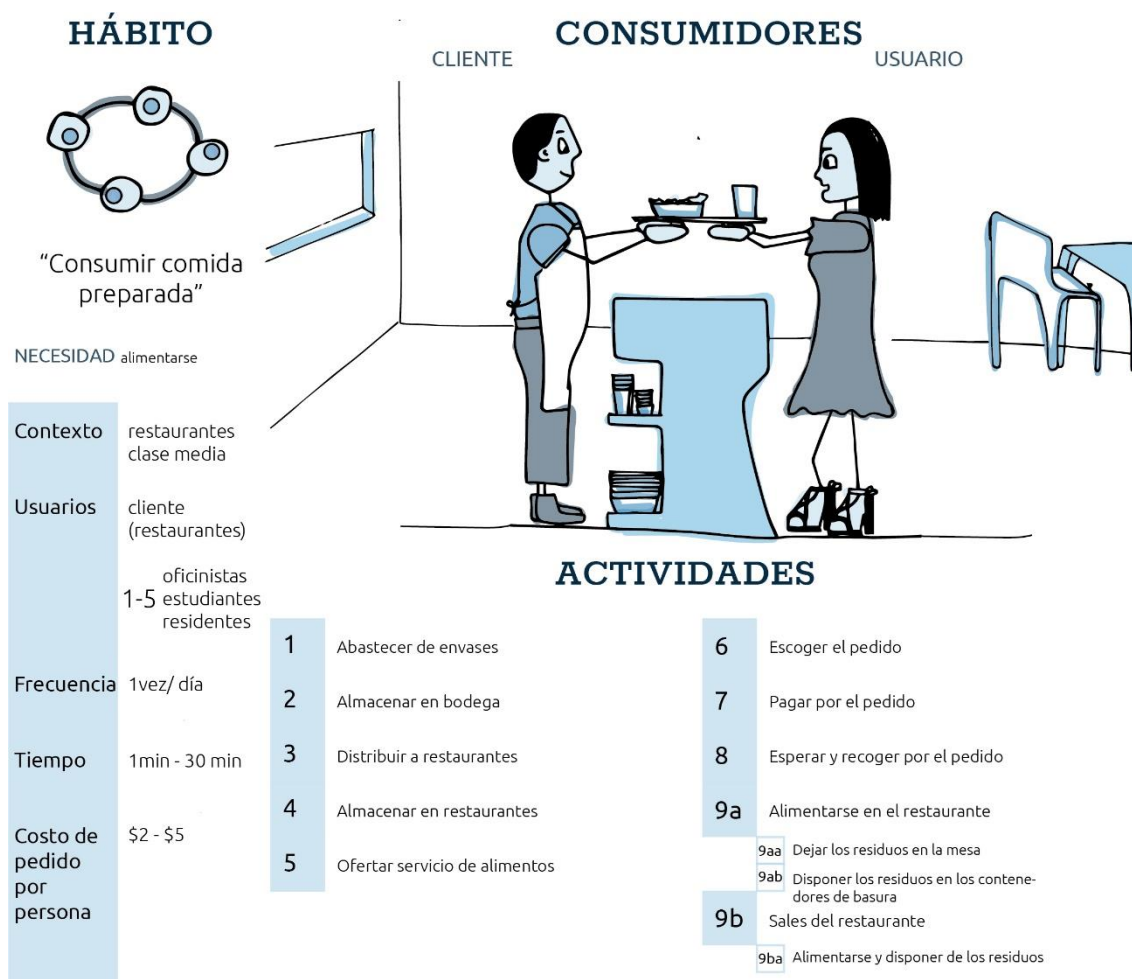 HÁBITO
"Consumir comida
preparada"
NECESIDAD alimentarse
Contexto restaurantes
clase media
Usuarios cliente
(restaurantes)
1-5 oficinistas
estudiantes
residentes
Frecuencia 1vez/ día
Tiempo 1min - 30 min
Costo de $2 - $5
pedido
por
persona
CONSUMIDORES
CLIENTE USUARIO
ACTIVIDADES
1 Abastecer de envases
2 Almacenar en bodega
3 Distribuir a restaurantes
4 Almacenar en restaurantes
5 Ofertar servicio de alimentos
6 Escoger el pedido
7 Pagar por el pedido
8 Esperar y recoger por el pedido
9a Alimentarse en el restaurante
9aa Dejar los residuos en la mesa
9ab Disponer los residuos en los contene-
dores de basura
9b Sales del restaurante
9ba Alimentarse y disponer de los residuos